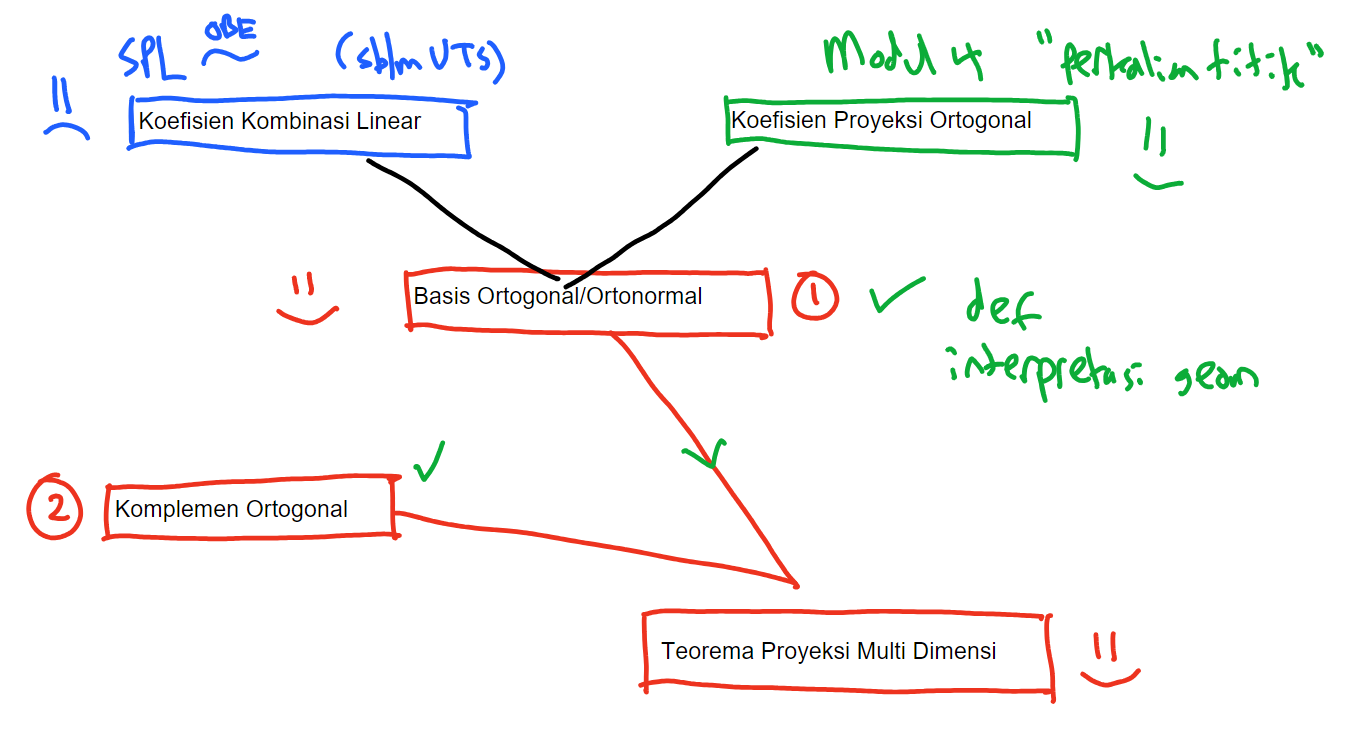 OBE
SPL (sblm UTS)
Modul 4 "perkalian titik"
Koefisien Kombinasi Linear
Koefisien Proyeksi Ortogonal
Basis Ortogonal/Ortonormal
1
def
interpretasi geom
2
Komplemen Ortogonal
Teorema Proyeksi Multi Dimensi